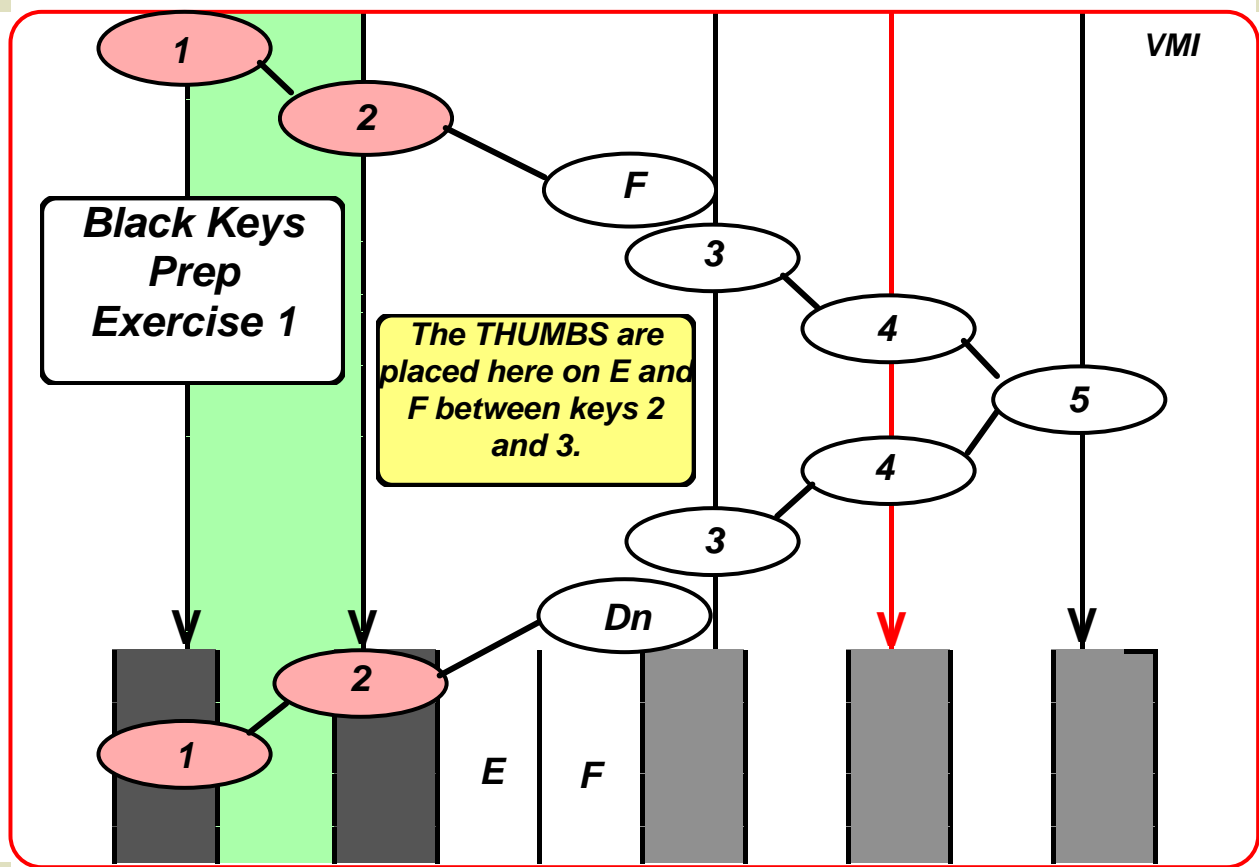 1
VMI
2
F
Black Keys
Prep
Exercise 1
3
4
The THUMBS are
placed here on E and
F between keys 2
and 3.
5
4
3
Dn
2
1
E
F